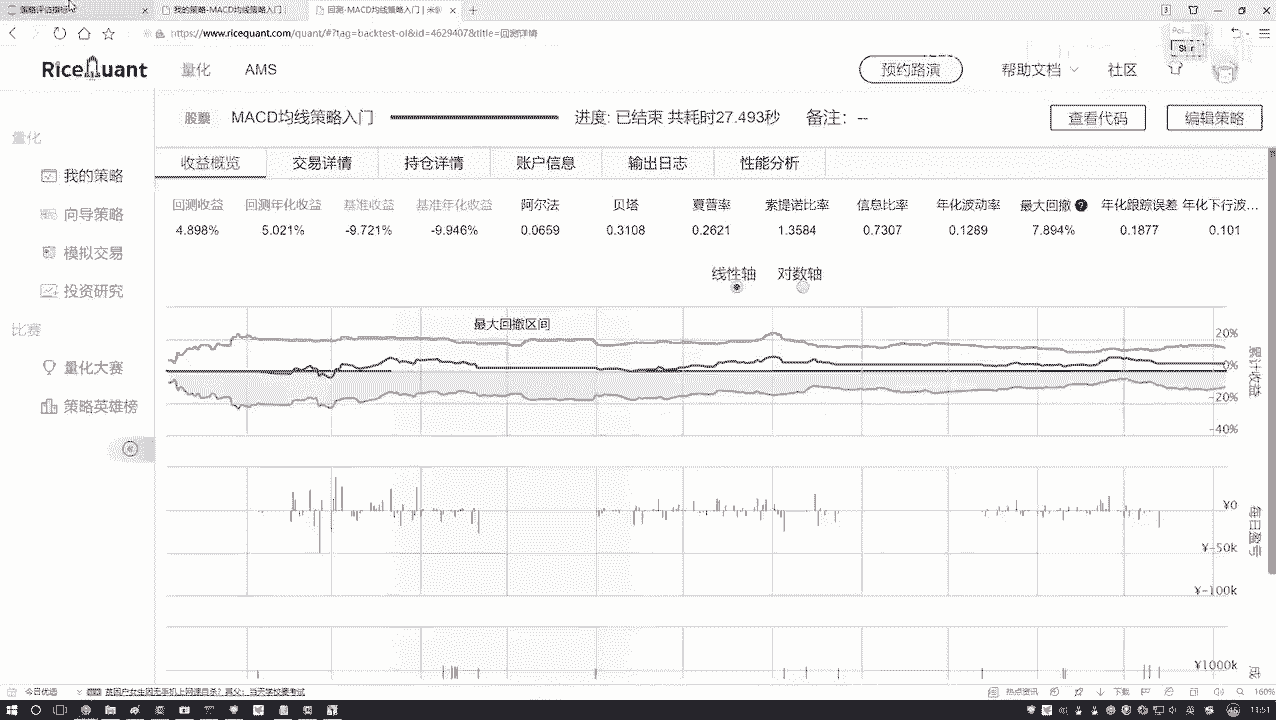 我的策略-MACD均线策略入门
回测-MACD均线策略入门 | 米
https://www.ricequant.com/quant/#?tag=backtest-ol&id=4629407&title=回测详情
RiceQuant 量化 AMS 预约路演 帮助文档 社区
股票 MACD均线策略入门 进度: 已结束 共耗时27.493秒 备注: -- 查看代码 编辑策略
量化
我的策略
向导策略
模拟交易
投资研究
比赛
量化大赛
策略英雄榜
收益概览 交易详情 持仓详情 账户信息 输出日志 性能分析
回测收益 回测年化收益 基准收益 基准年化收益 阿尔法 贝塔 夏普率 索提诺比率 信息比率 年化波动率 最大回撤 ? 年化跟踪误差 年化下行波...
4.898% 5.021% -9.721% -9.946% 0.0659 0.3108 0.2621 1.3584 0.7307 0.1289 7.894% 0.1877 0.101
线性轴 对数轴
最大回撤区间
20%
0%
-20%
-40%
累计收益
¥0
¥-50k
¥-100k
每日盈亏
¥1000k
今日优选
热点资讯 下载 160%
11:51